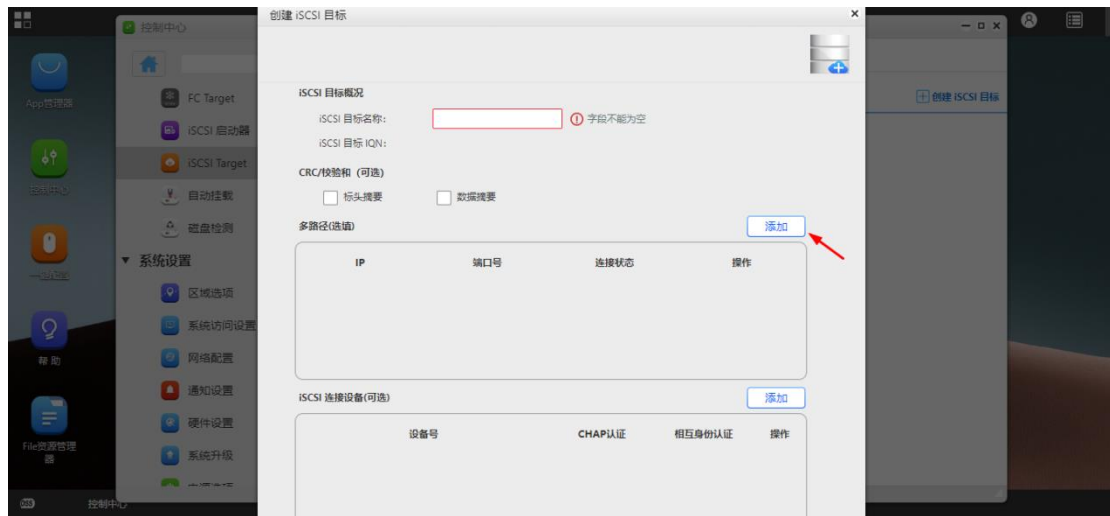 创建 iSCSI 目标
控制中心
App管理器
控制中心
帮 助
File资源管理
器
FC Target
iSCSI 启动器
iSCSI Target
自动挂载
磁盘检测
系统设置
区域选项
系统访问设置
网络配置
通知设置
硬件设置
系统升级
创建 iSCSI 目标
iSCSI 目标概况
iSCSI 目标名称:
字段不能为空
iSCSI 目标 IQN:
CRC/校验和 (可选)
标头摘要 数据摘要
多路径(选填) 添加
IP 端口号 连接状态 操作
iSCSI 连接设备(可选) 添加
设备号 CHAP认证 相互身份认证 操作
控制中心